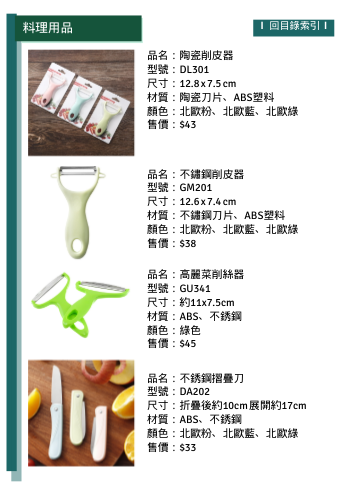 料理用品
I 回目錄索引 I
品名：陶瓷削皮器
型號：DL301
尺寸：12.8x7.5cm
材質：陶瓷刀片、ABS塑料
顏色：北歐粉、北歐藍、北歐綠
售價：$43
品名：不鏽鋼削皮器
型號：GM201
尺寸：12.6x7.4cm
材質：不鏽鋼刀片、ABS塑料
顏色：北歐粉、北歐藍、北歐綠
售價：$38
品名：高麗菜削絲器
型號：GU341
尺寸：約11x7.5cm
材質：ABS、不銹鋼
顏色：綠色
售價：$45
品名：不銹鋼摺疊刀
型號：DA202
尺寸：折疊後約10cm展開約17cm
材質：ABS、不銹鋼
顏色：北歐粉、北歐藍、北歐綠
售價：$33